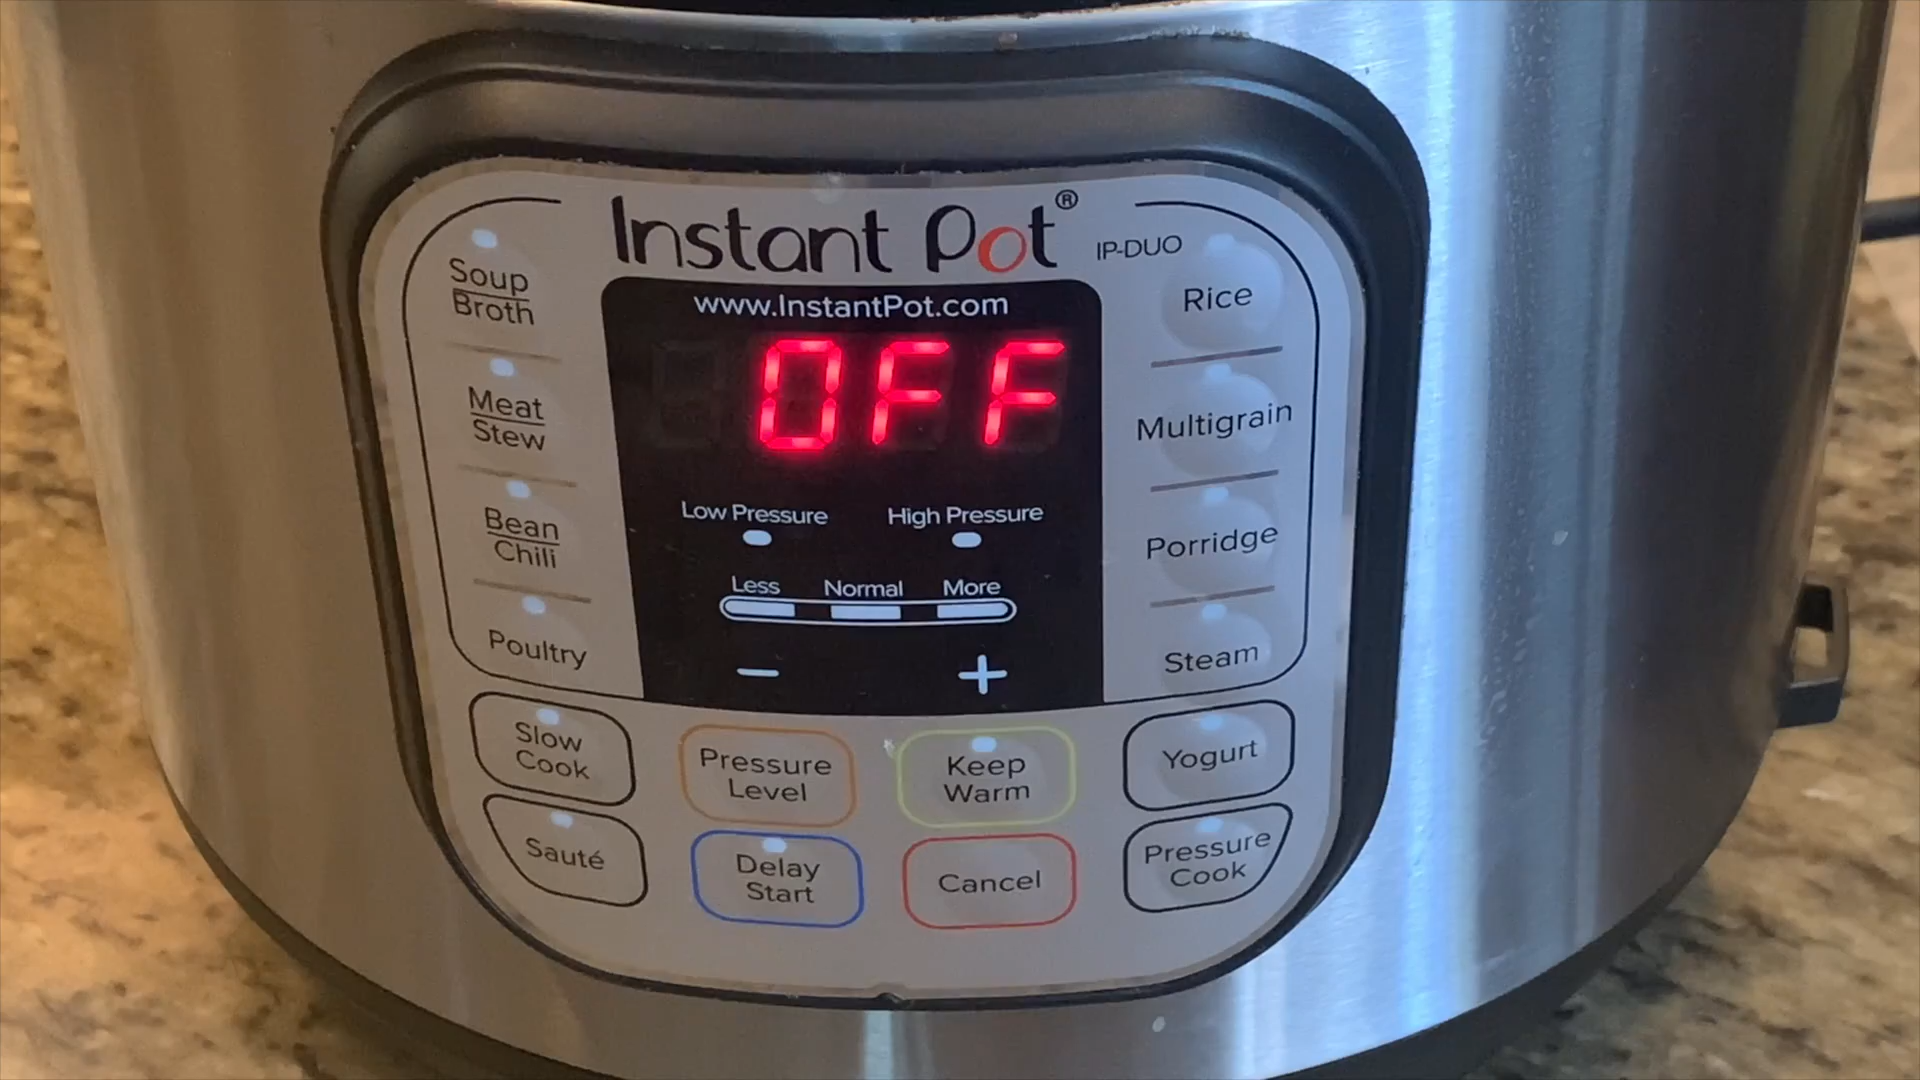 Instant Pot® IP-DUO
www.InstantPot.com
OFF
Low Pressure High Pressure
Less Normal More
− +
Soup
Broth
Meat
Stew
Bean
Chili
Poultry
Rice
Multigrain
Porridge
Steam
Slow
Cook
Sauté
Pressure
Level
Delay
Start
Keep
Warm
Cancel
Yogurt
Pressure
Cook